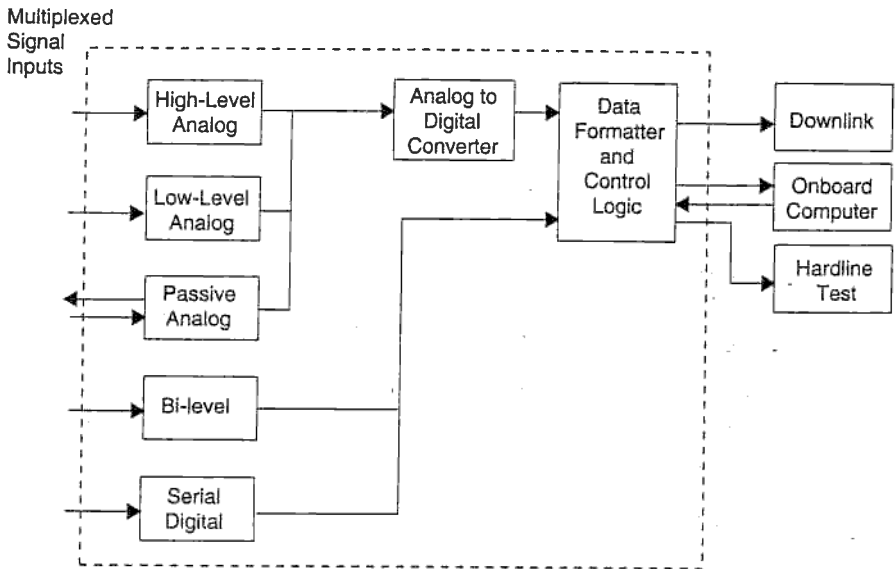 Multiplexed
Signal
Inputs
High-Level
Analog
Low-Level
Analog
Passive
Analog
Bi-level
Serial
Digital
Analog to
Digital
Converter
Data
Formatter
and
Control
Logic
Downlink
Onboard
Computer
Hardline
Test